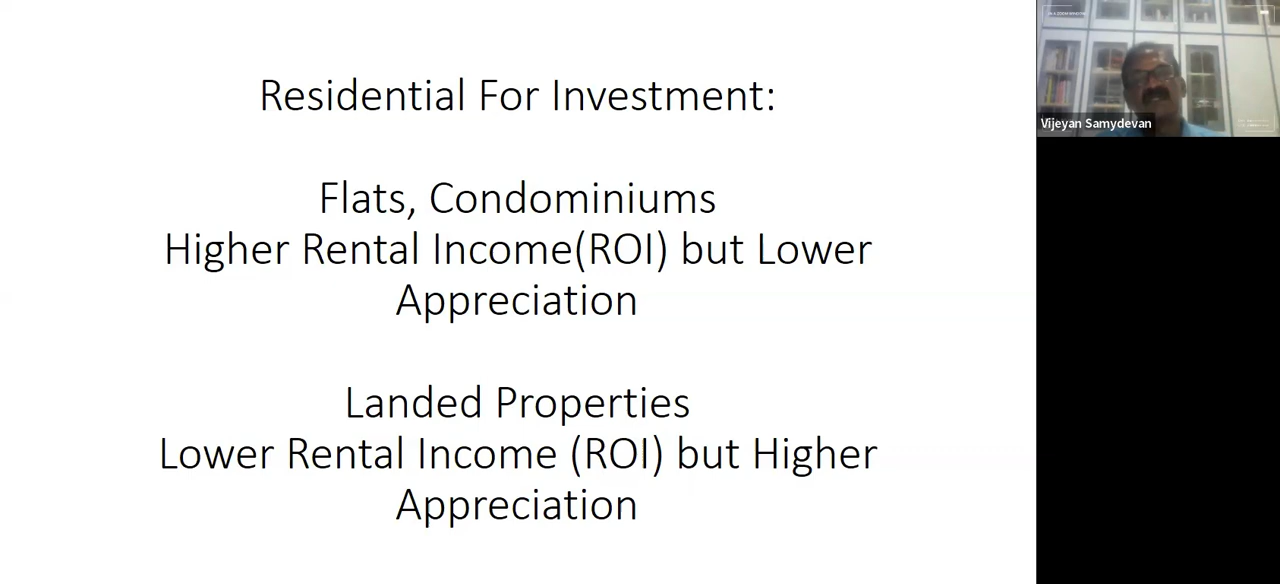 Residential For Investment:
Flats, Condominiums
Higher Rental Income(ROI) but Lower
Appreciation
Landed Properties
Lower Rental Income (ROI) but Higher
Appreciation
Vijeyan Samydevan